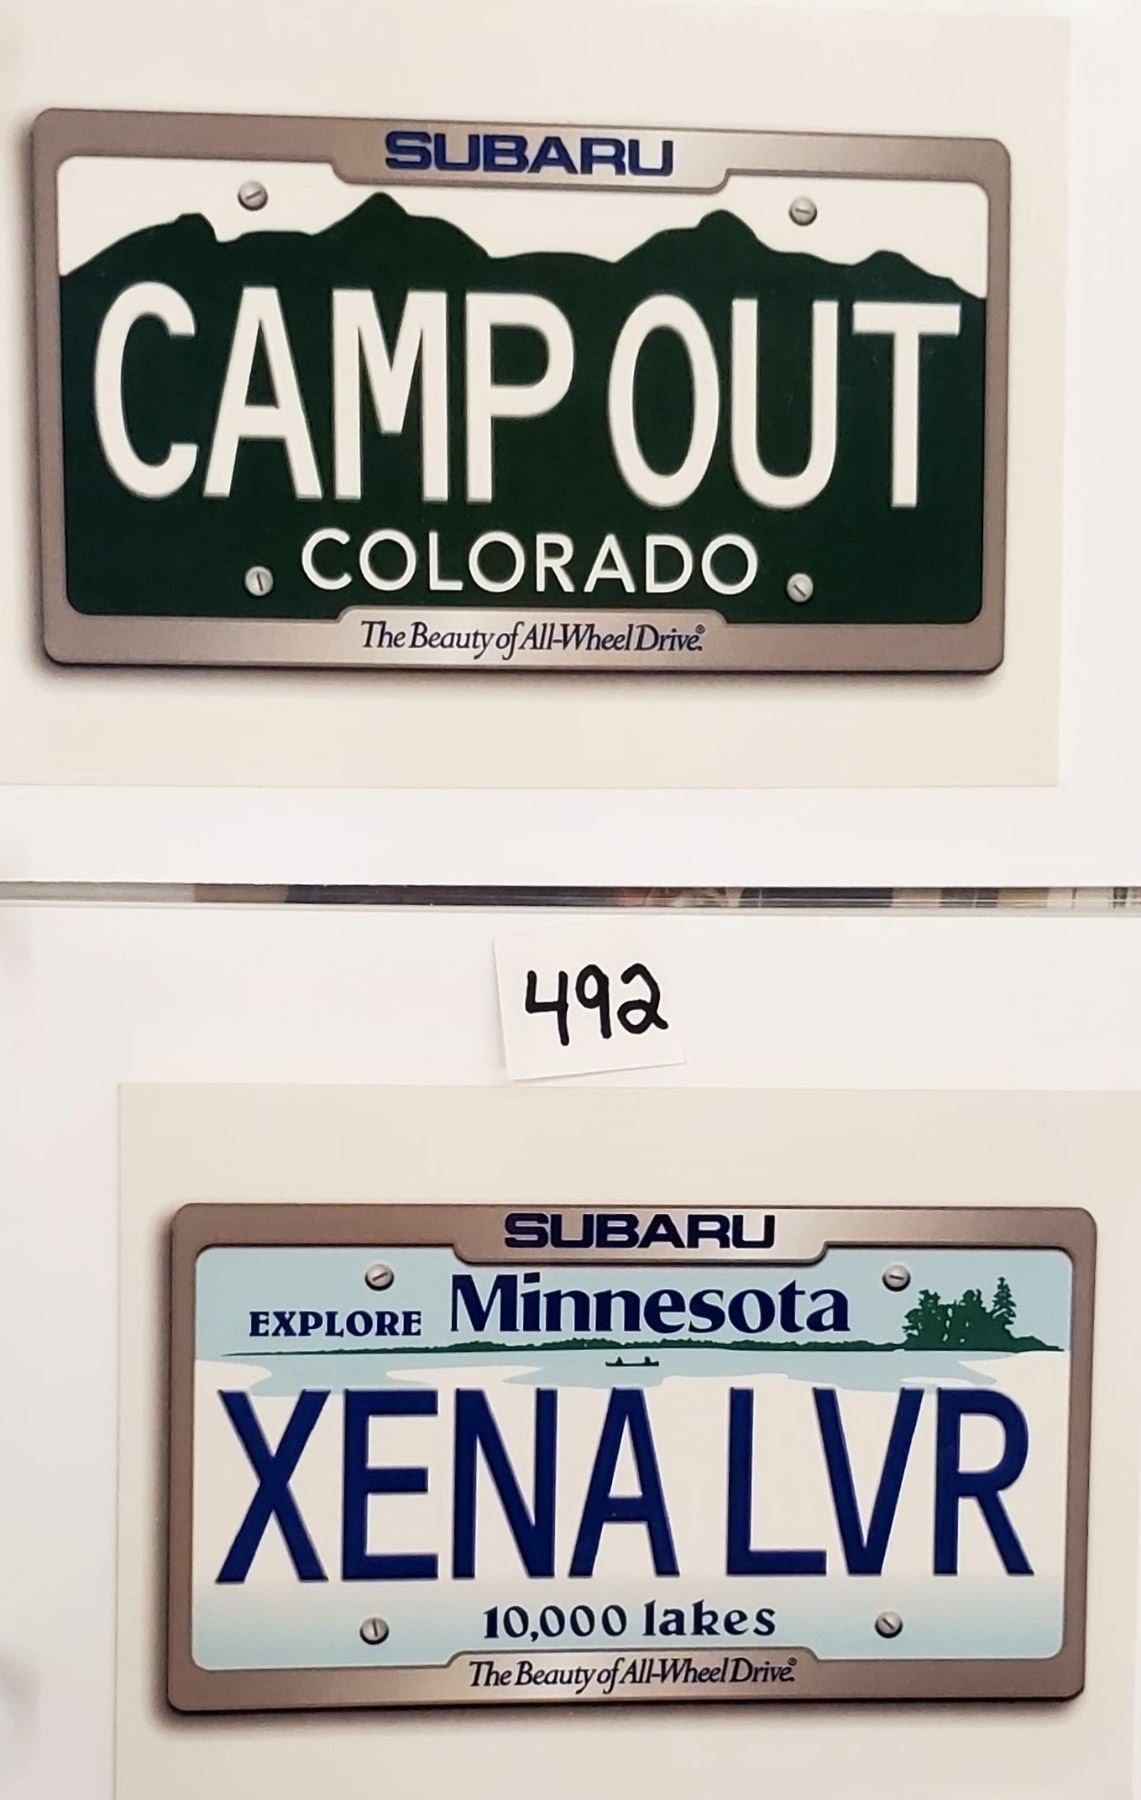 SUBARU
CAMP OUT
COLORADO
The Beauty of All-Wheel Drive.®
492
SUBARU
EXPLORE Minnesota
XENA LVR
10,000 lakes
The Beauty of All-Wheel Drive.®